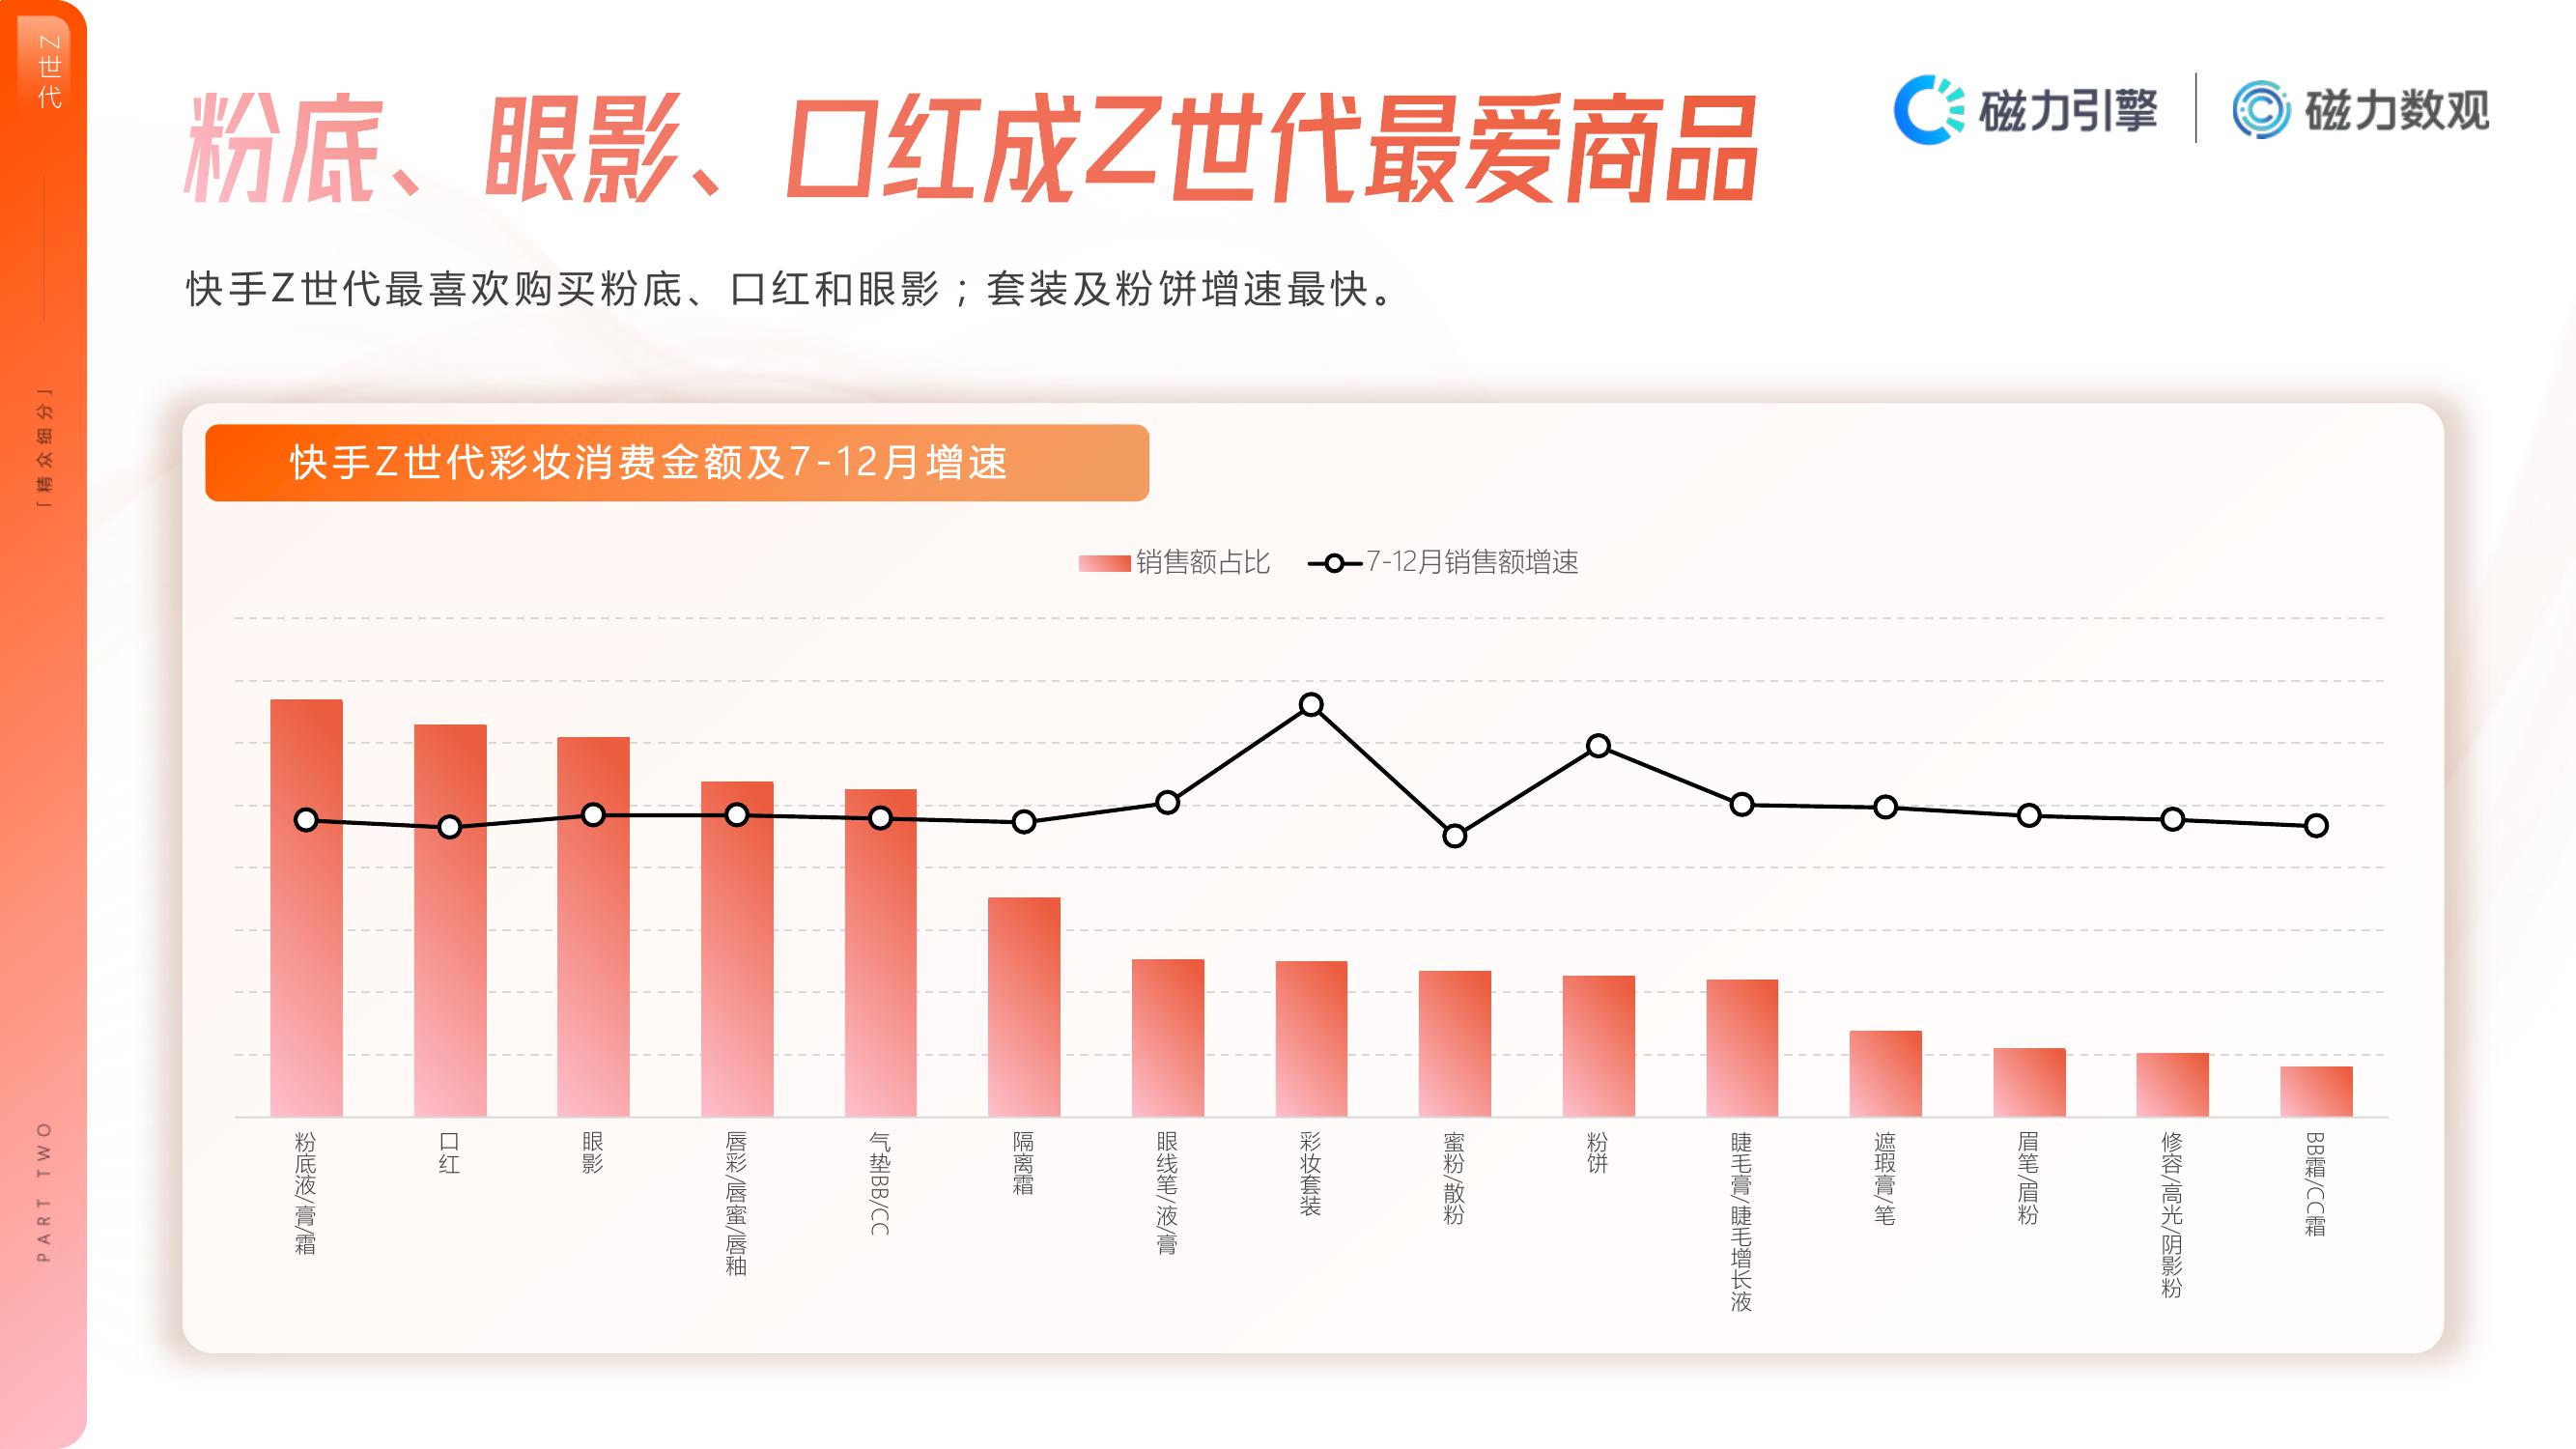 Z世代
「精众细分」
PART TWO
粉底、眼影、口红成Z世代最爱商品
磁力引擎
磁力数观
快手Z世代最喜欢购买粉底、口红和眼影；套装及粉饼增速最快。
快手Z世代彩妆消费金额及7-12月增速
销售额占比
7-12月销售额增速
粉底液/膏/霜
口红
眼影
唇彩/唇蜜/唇釉
气垫BB/CC
隔离霜
眼线笔/液/膏
彩妆套装
蜜粉/散粉
粉饼
睫毛膏/睫毛增长液
遮瑕膏/笔
眉笔/眉粉
修容/高光/阴影粉
BB霜/CC霜